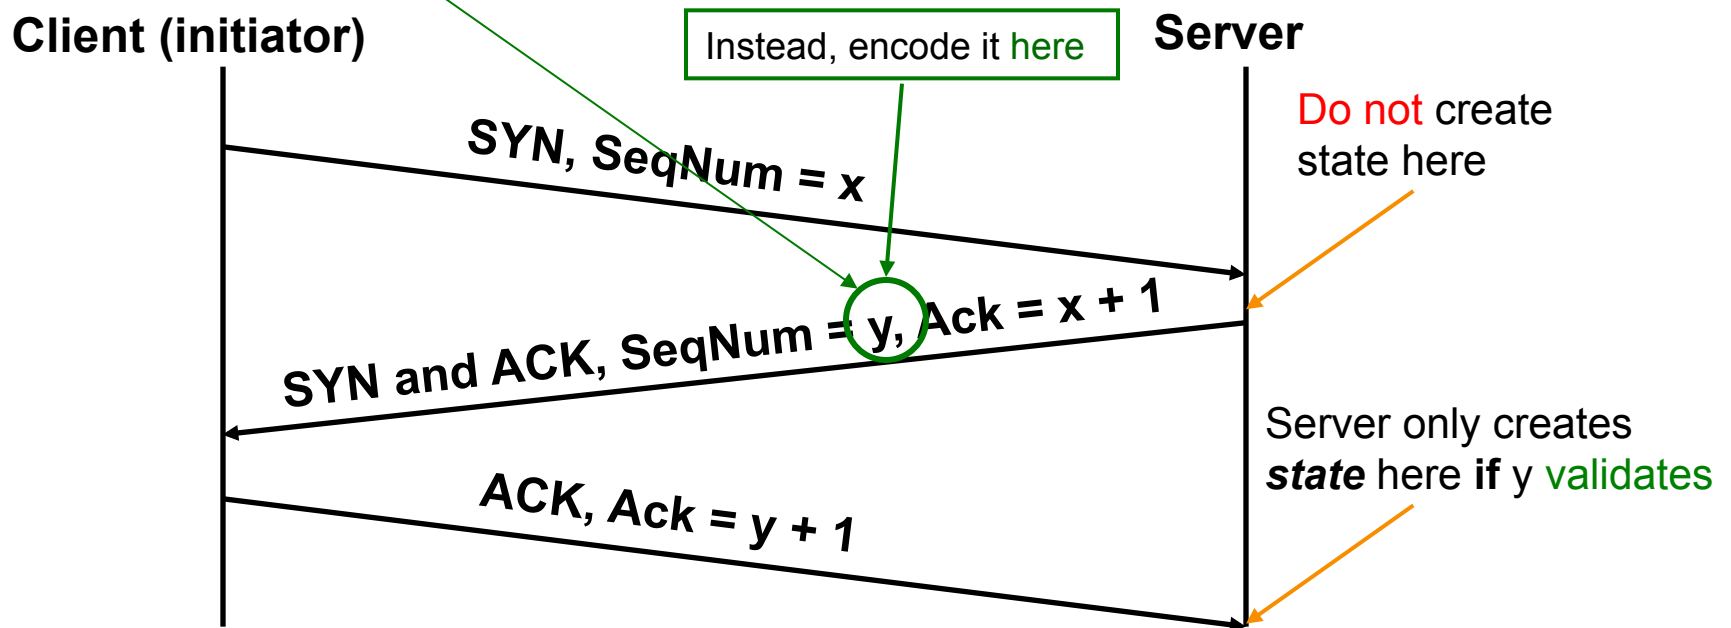 Client (initiator)
Instead, encode it here
Server
Do not create
state here
SYN, SeqNum = x
SYN and ACK, SeqNum = y, Ack = x + 1
Server only creates
state here if y validates
ACK, Ack = y + 1